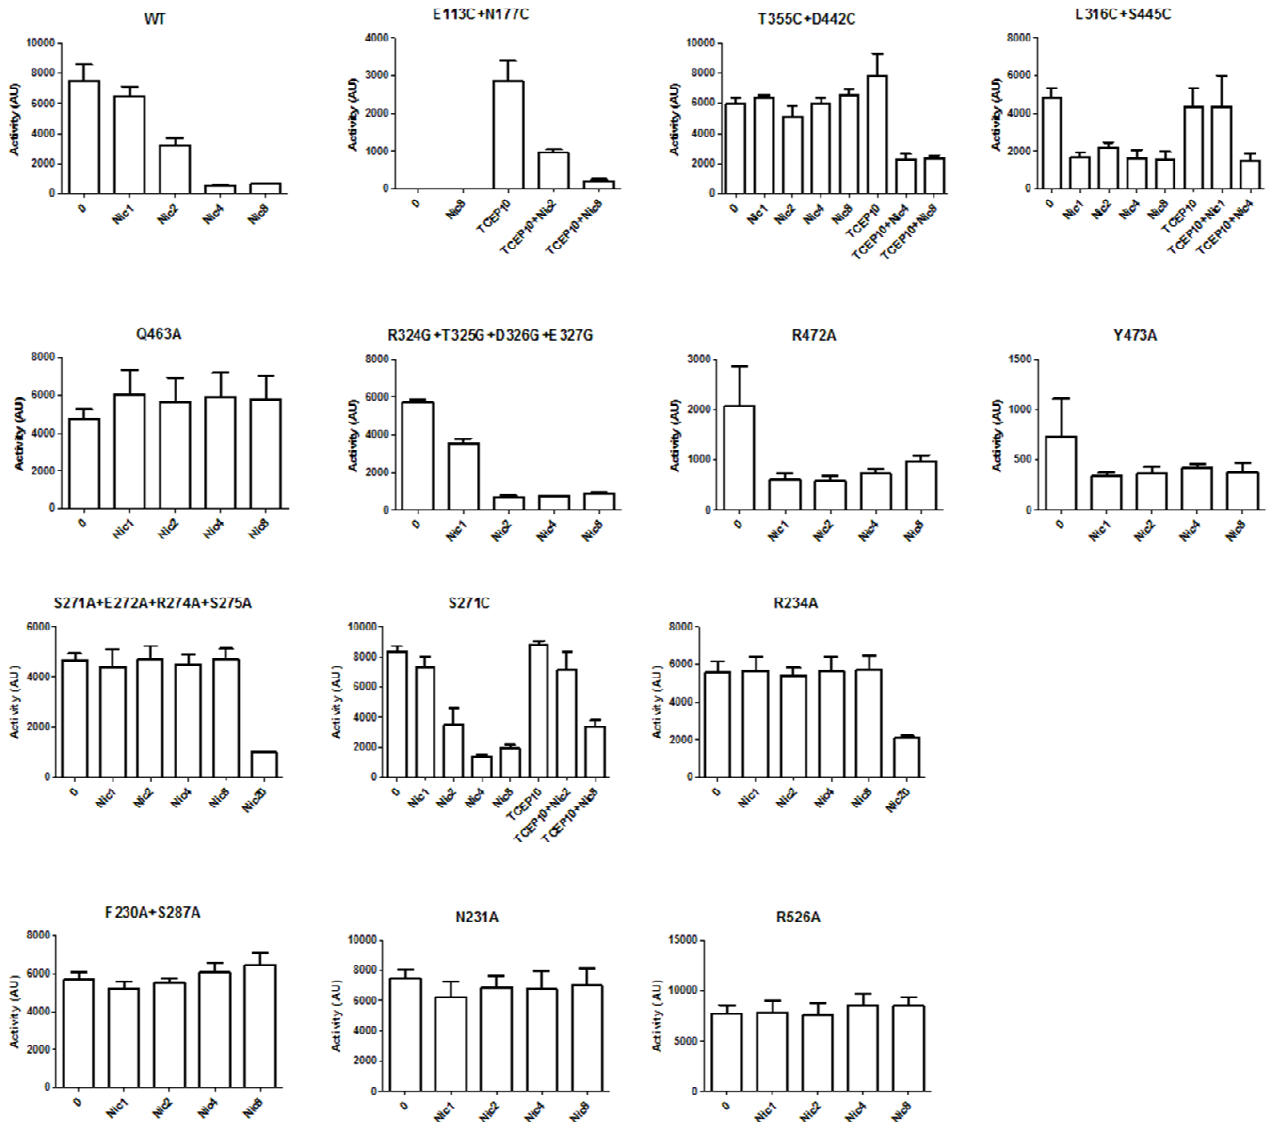 WT
Activity (AU)
10000
8000
6000
4000
2000
0
0 Nic1 Nic2 Nic4 Nic8
E113C+N177C
Activity (AU)
4000
3000
2000
1000
0
0 Nic8 TCEP10 TCEP10+Nic2 TCEP10+Nic8
T355C+D442C
Activity (AU)
10000
8000
6000
4000
2000
0
0 Nic1 Nic2 Nic4 Nic8 TCEP10 TCEP10+Nic4 TCEP10+Nic8
L316C+S445C
Activity (AU)
8000
6000
4000
2000
0
0 Nic1 Nic2 Nic4 Nic8 TCEP10 TCEP10+Nic1 TCEP10+Nic4
Q463A
Activity (AU)
8000
6000
4000
2000
0
0 Nic1 Nic2 Nic4 Nic8
R324G+T325G+D326G+E327G
Activity (AU)
8000
6000
4000
2000
0
0 Nic1 Nic2 Nic4 Nic8
R472A
Activity (AU)
3000
2000
1000
0
0 Nic1 Nic2 Nic4 Nic8
Y473A
Activity (AU)
1500
1000
500
0
0 Nic1 Nic2 Nic4 Nic8
S271A+E272A+R274A+S275A
Activity (AU)
6000
4000
2000
0
0 Nic1 Nic2 Nic4 Nic8 Nic20
S271C
Activity (AU)
10000
8000
6000
4000
2000
0
0 Nic1 Nic2 Nic4 Nic8 TCEP10 TCEP10+Nic2 TCEP10+Nic8
R234A
Activity (AU)
8000
6000
4000
2000
0
0 Nic1 Nic2 Nic4 Nic8 Nic20
F230A+S287A
Activity (AU)
8000
6000
4000
2000
0
0 Nic1 Nic2 Nic4 Nic8
N231A
Activity (AU)
10000
8000
6000
4000
2000
0
0 Nic1 Nic2 Nic4 Nic8
R526A
Activity (AU)
15000
10000
5000
0
0 Nic1 Nic2 Nic4 Nic8